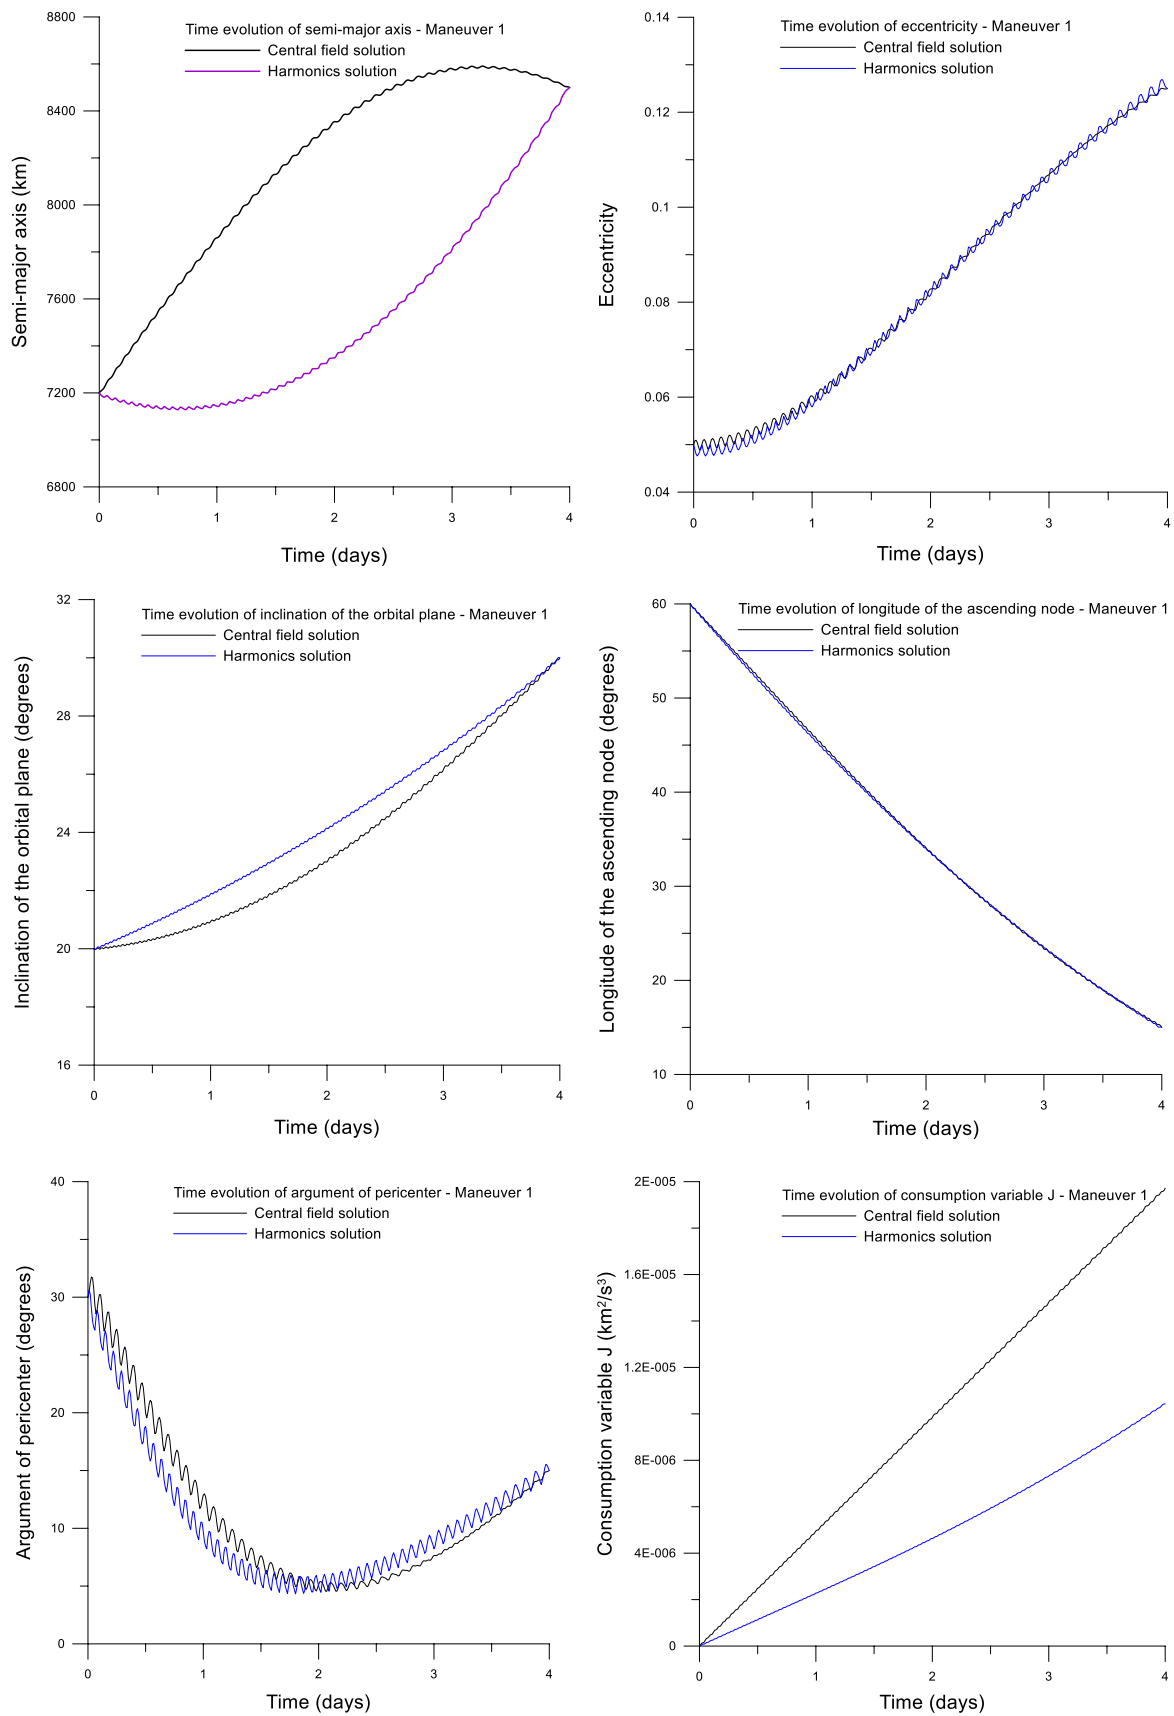 Time evolution of semi-major axis - Maneuver 1
Central field solution
Harmonics solution
8800
8400
8000
7600
7200
6800
Semi-major axis (km)
0 1 2 3 4
Time (days)
Time evolution of eccentricity - Maneuver 1
Central field solution
Harmonics solution
0.14
0.12
0.1
0.08
0.06
0.04
Eccentricity
0 1 2 3 4
Time (days)
Time evolution of inclination of the orbital plane - Maneuver 1
Central field solution
Harmonics solution
32
28
24
20
16
Inclination of the orbital plane (degrees)
0 1 2 3 4
Time (days)
Time evolution of longitude of the ascending node - Maneuver 1
Central field solution
Harmonics solution
60
50
40
30
20
10
Longitude of the ascending node (degrees)
0 1 2 3 4
Time (days)
Time evolution of argument of pericenter - Maneuver 1
Central field solution
Harmonics solution
40
30
20
10
0
Argument of pericenter (degrees)
0 1 2 3 4
Time (days)
Time evolution of consumption variable J - Maneuver 1
Central field solution
Harmonics solution
2E-005
1.6E-005
1.2E-005
8E-006
4E-006
0
Consumption variable J (km²/s³)
0 1 2 3 4
Time (days)